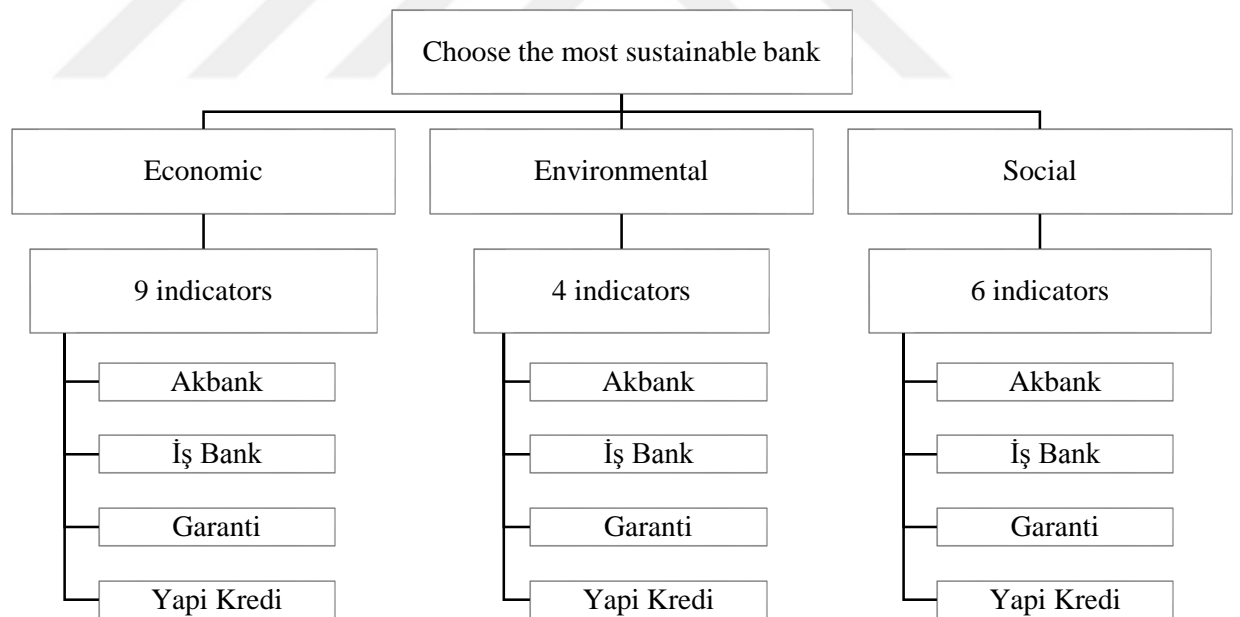 Choose the most sustainable bank
Economic
Environmental
Social
9 indicators
4 indicators
6 indicators
Akbank
Akbank
Akbank
İş Bank
İş Bank
İş Bank
Garanti
Garanti
Garanti
Yapi Kredi
Yapi Kredi
Yapi Kredi